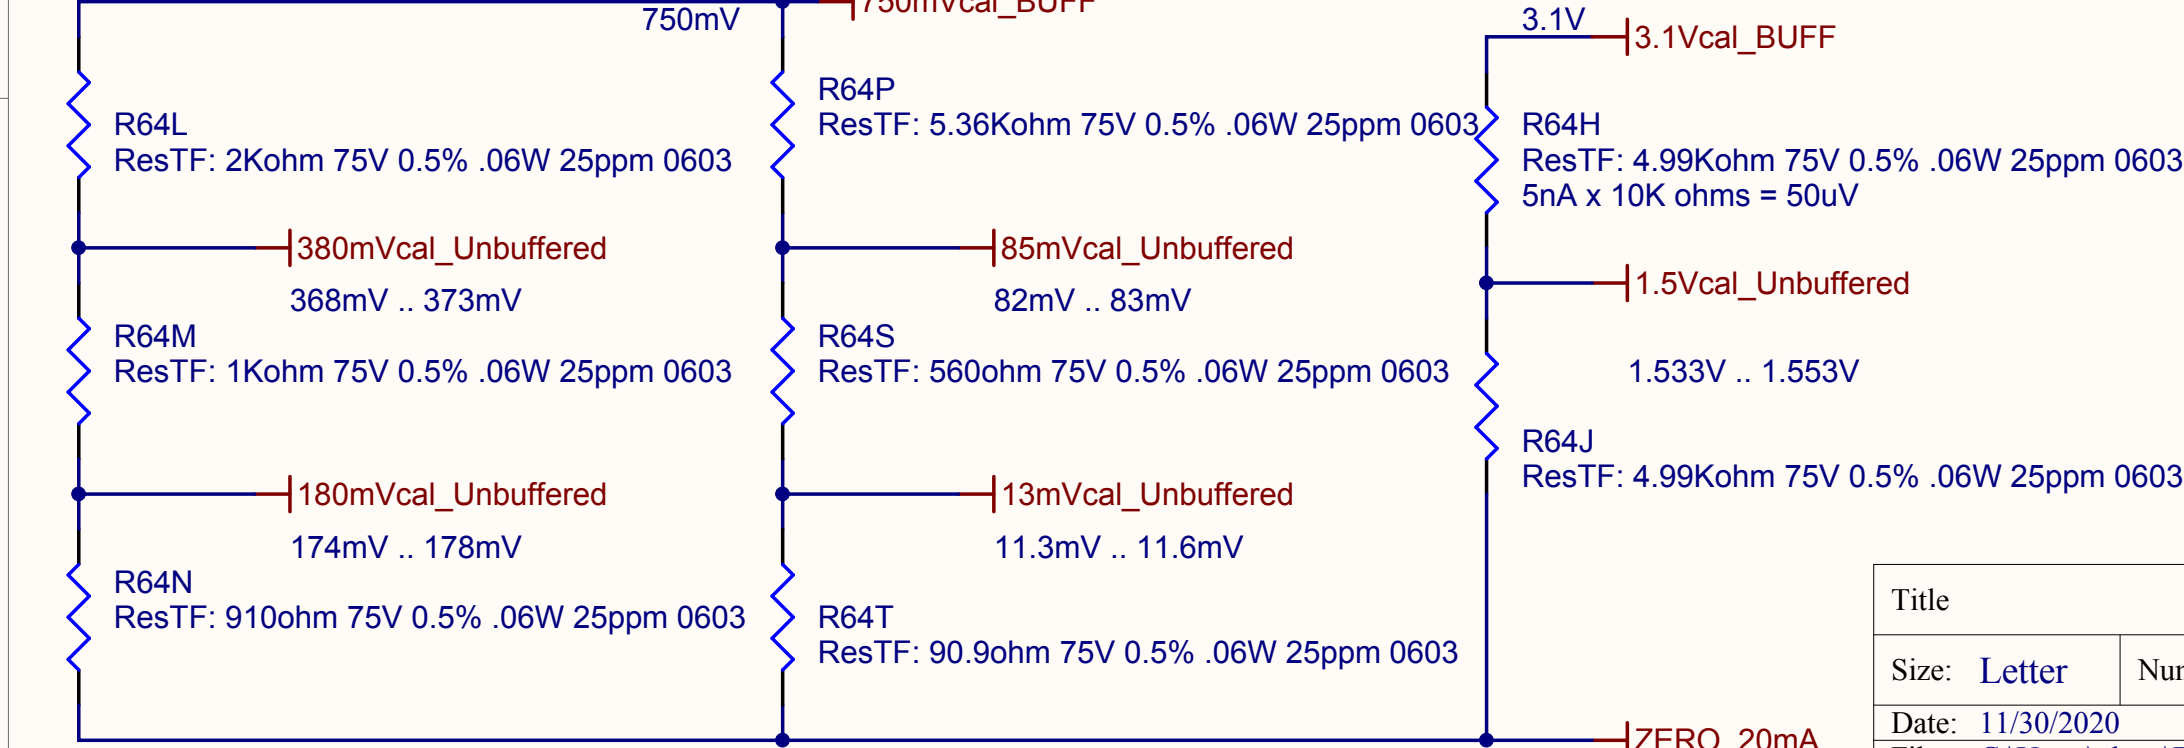 750mV
750mVcal_BUFF
R64L
ResTF: 2Kohm 75V 0.5% .06W 25ppm 0603
380mVcal_Unbuffered
368mV .. 373mV
R64M
ResTF: 1Kohm 75V 0.5% .06W 25ppm 0603
180mVcal_Unbuffered
174mV .. 178mV
R64N
ResTF: 910ohm 75V 0.5% .06W 25ppm 0603
R64P
ResTF: 5.36Kohm 75V 0.5% .06W 25ppm 0603
85mVcal_Unbuffered
82mV .. 83mV
R64S
ResTF: 560ohm 75V 0.5% .06W 25ppm 0603
13mVcal_Unbuffered
11.3mV .. 11.6mV
R64T
ResTF: 90.9ohm 75V 0.5% .06W 25ppm 0603
3.1V
3.1Vcal_BUFF
R64H
ResTF: 4.99Kohm 75V 0.5% .06W 25ppm 0603
5nA x 10K ohms = 50uV
1.5Vcal_Unbuffered
1.533V .. 1.553V
R64J
ResTF: 4.99Kohm 75V 0.5% .06W 25ppm 0603
ZERO_20mA
Title
Size: Letter
Date: 11/30/2020